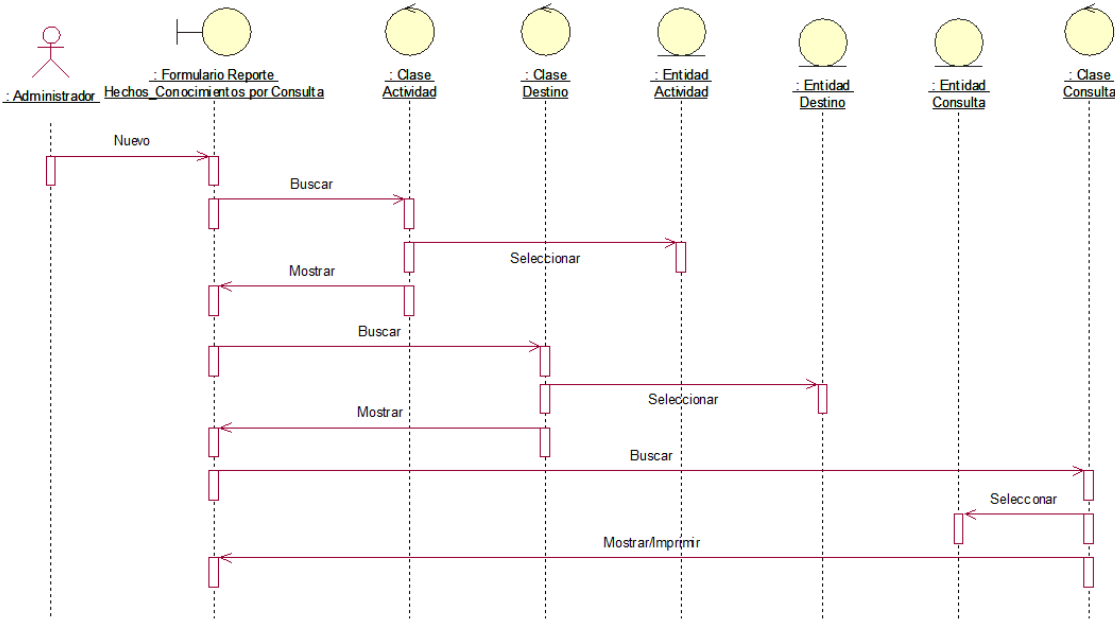 : Administrador
: Formulario Reporte
Hechos_Conocimientos por Consulta
: Clase
Actividad
: Clase
Destino
: Entidad
Actividad
: Entidad
Destino
: Entidad
Consulta
: Clase
Consulta
Nuevo
Buscar
Seleccionar
Mostrar
Buscar
Seleccionar
Mostrar
Buscar
Selecconar
Mostrar/Imprimir